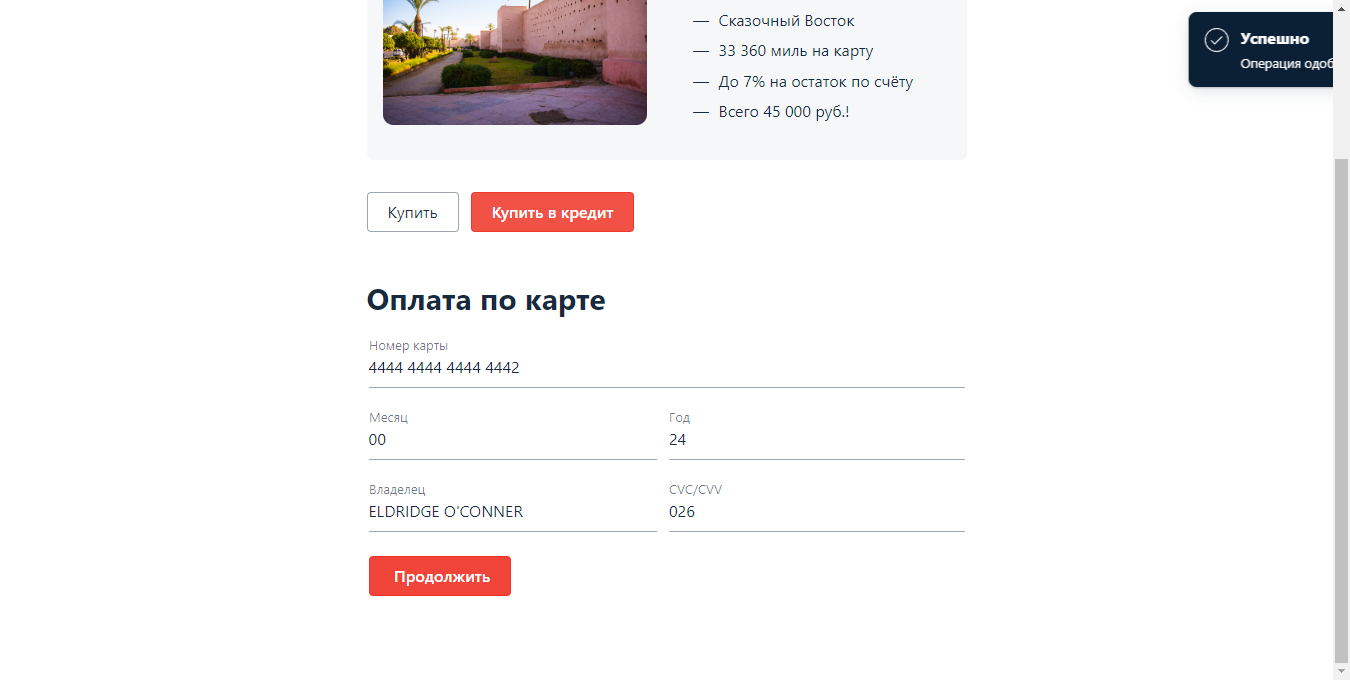 — Сказочный Восток
— 33 360 миль на карту
— До 7% на остаток по счёту
— Всего 45 000 руб.!
Успешно
Операция одоб
Купить
Купить в кредит
Оплата по карте
Номер карты
4444 4444 4444 4442
Месяц
Год
00
24
Владелец
CVC/CVV
ELDRIDGE O'CONNER
026
Продолжить